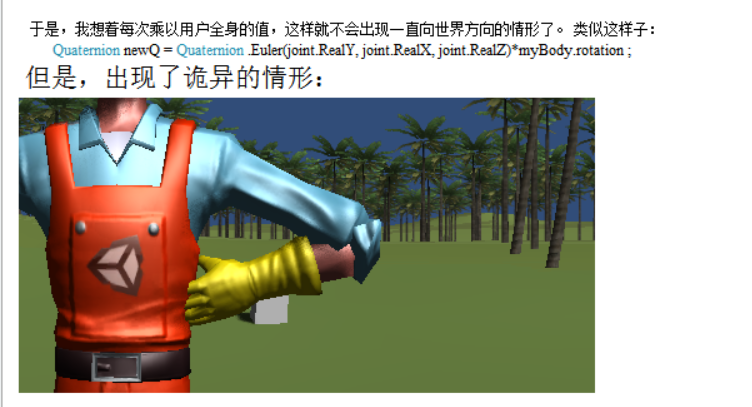 于是，我想着每次乘以用户全身的值，这样就不会出现一直向世界方向的情形了。 类似这样子：
Quaternion newQ = Quaternion .Euler(joint.RealY, joint.RealX, joint.RealZ)*myBody.rotation ;
但是，出现了诡异的情形：